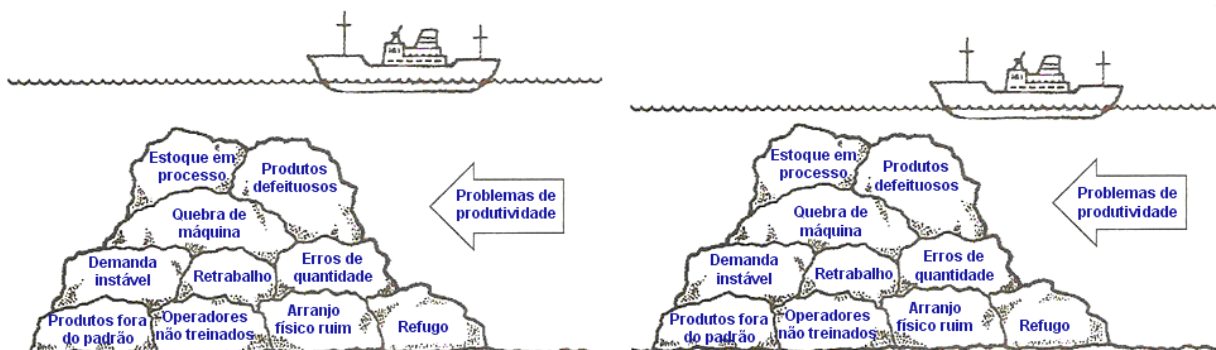 Estoque em
processo
Produtos
defeituosos
Quebra de
máquina
Demanda
instável
Retrabalho
Erros de
quantidade
Produtos fora
do padrão
Operadores
não treinados
Arranjo
físico ruim
Refugo
Problemas de
produtividade
Estoque em
processo
Produtos
defeituosos
Quebra de
máquina
Demanda
instável
Retrabalho
Erros de
quantidade
Produtos fora
do padrão
Operadores
não treinados
Arranjo
físico ruim
Refugo
Problemas de
produtividade